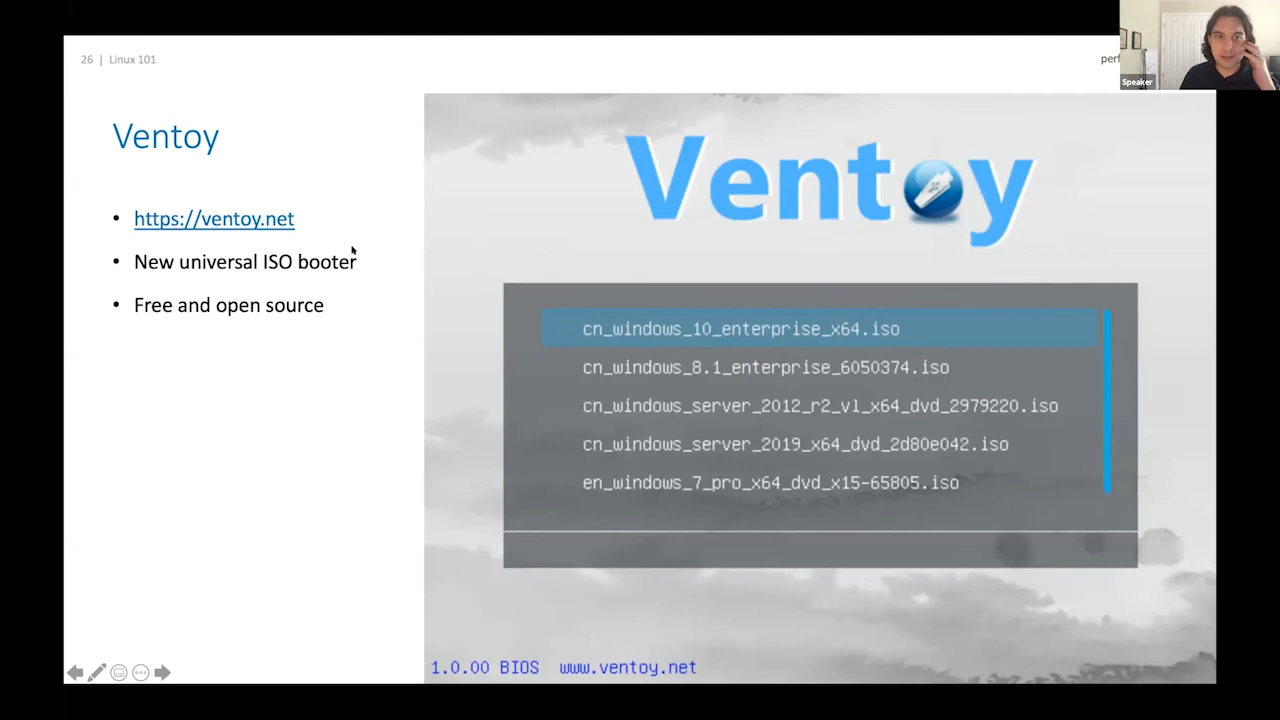 26 | Linux 101
Speaker
Ventoy
• https://ventoy.net
• New universal ISO booter
• Free and open source
Ventoy
cn_windows_10_enterprise_x64.iso
cn_windows_8.1_enterprise_6050374.iso
cn_windows_server_2012_r2_vl_x64_dvd_2979220.iso
cn_windows_server_2019_x64_dvd_2d80e042.iso
en_windows_7_pro_x64_dvd_x15-65805.iso
1.0.00 BIOS www.ventoy.net